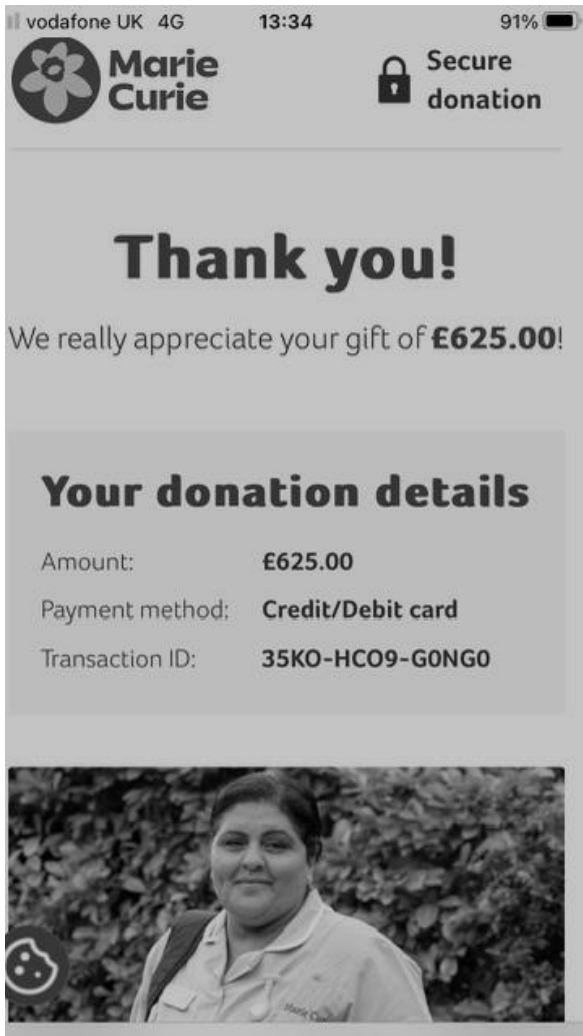 vodafone UK 4G 13:34 91%
Marie
Curie
Secure
donation
Thank you!
We really appreciate your gift of £625.00!
Your donation details
Amount: £625.00
Payment method: Credit/Debit card
Transaction ID: 35KO-HCO9-G0NG0
Marie